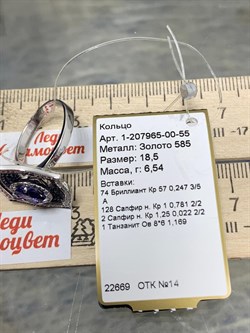 Кольцо
Арт. 1-207965-00-55
Металл: Золото 585
Размер: 18,5
Масса, г: 6,54
Вставки:
74 Бриллиант Кр 57 0,247 3/5
А
128 Сапфир н. Кр 1 0,781 2/2
2 Сапфир н. Кр 1,25 0,022 2/2
1 Танзанит Ов 8*6 1,169
22669 ОТК №14
Леди
Самоцвет
Леди